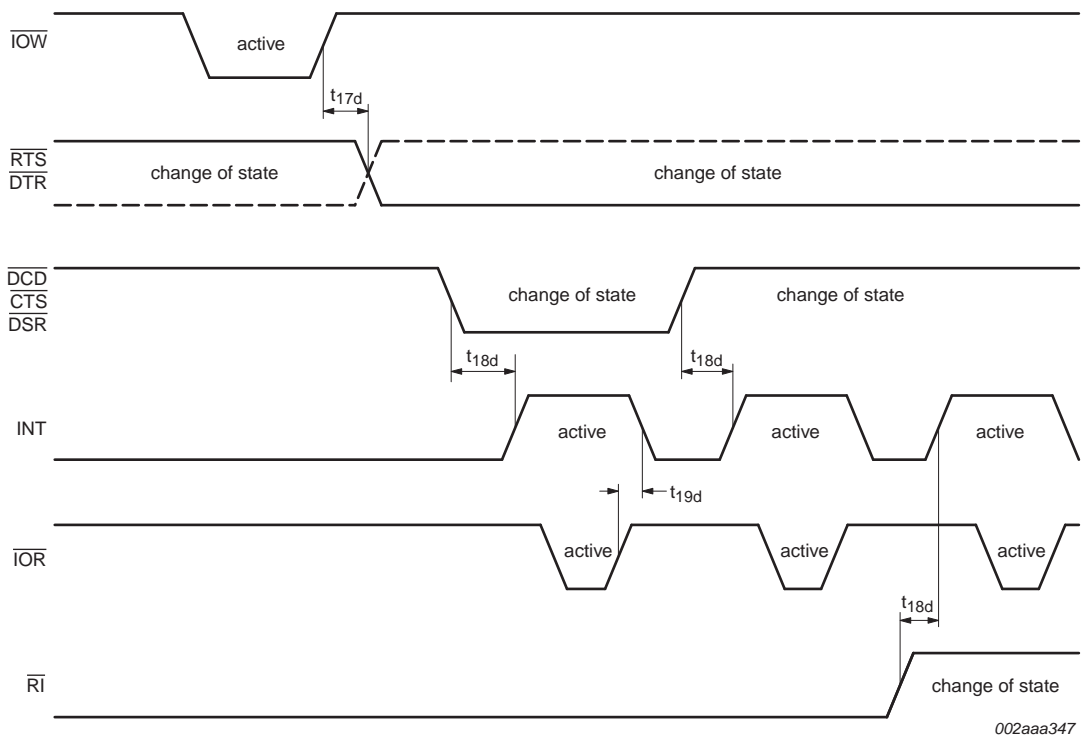 IOW
active
t17d
RTS
DTR
change of state
change of state
DCD
CTS
DSR
change of state
change of state
t18d
t18d
INT
active
active
active
t19d
IOR
active
active
active
t18d
RI
change of state
002aaa347